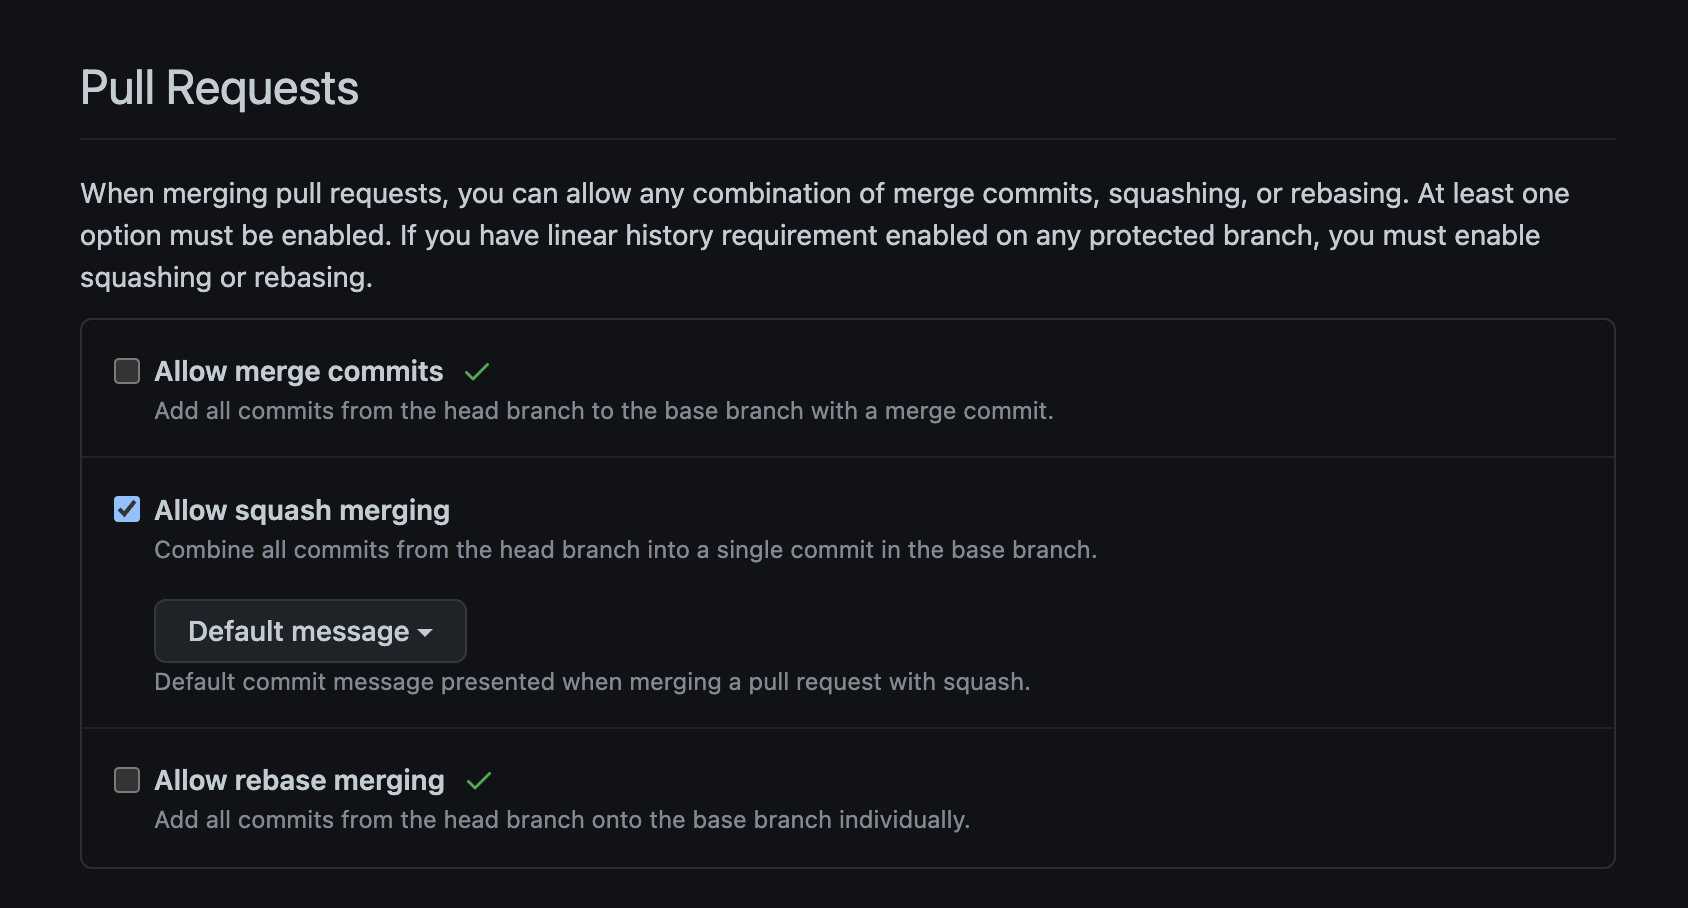 Pull Requests
When merging pull requests, you can allow any combination of merge commits, squashing, or rebasing. At least one
option must be enabled. If you have linear history requirement enabled on any protected branch, you must enable
squashing or rebasing.
Allow merge commits
Add all commits from the head branch to the base branch with a merge commit.
Allow squash merging
Combine all commits from the head branch into a single commit in the base branch.
Default message
Default commit message presented when merging a pull request with squash.
Allow rebase merging
Add all commits from the head branch onto the base branch individually.